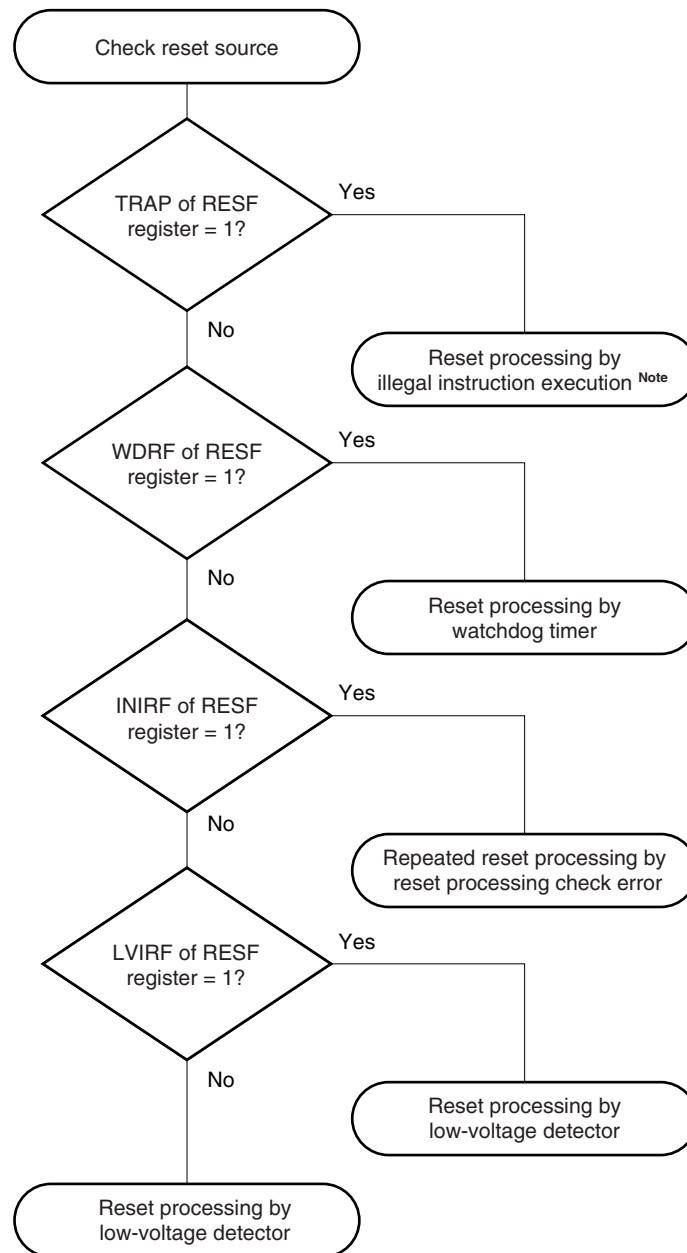 Check reset source
TRAP of RESF
register = 1?
Yes
No
Reset processing by
illegal instruction execution Note
WDRF of RESF
register = 1?
Yes
No
Reset processing by
watchdog timer
INIRF of RESF
register = 1?
Yes
No
Repeated reset processing by
reset processing check error
LVIRF of RESF
register = 1?
Yes
No
Reset processing by
low-voltage detector
Reset processing by
low-voltage detector